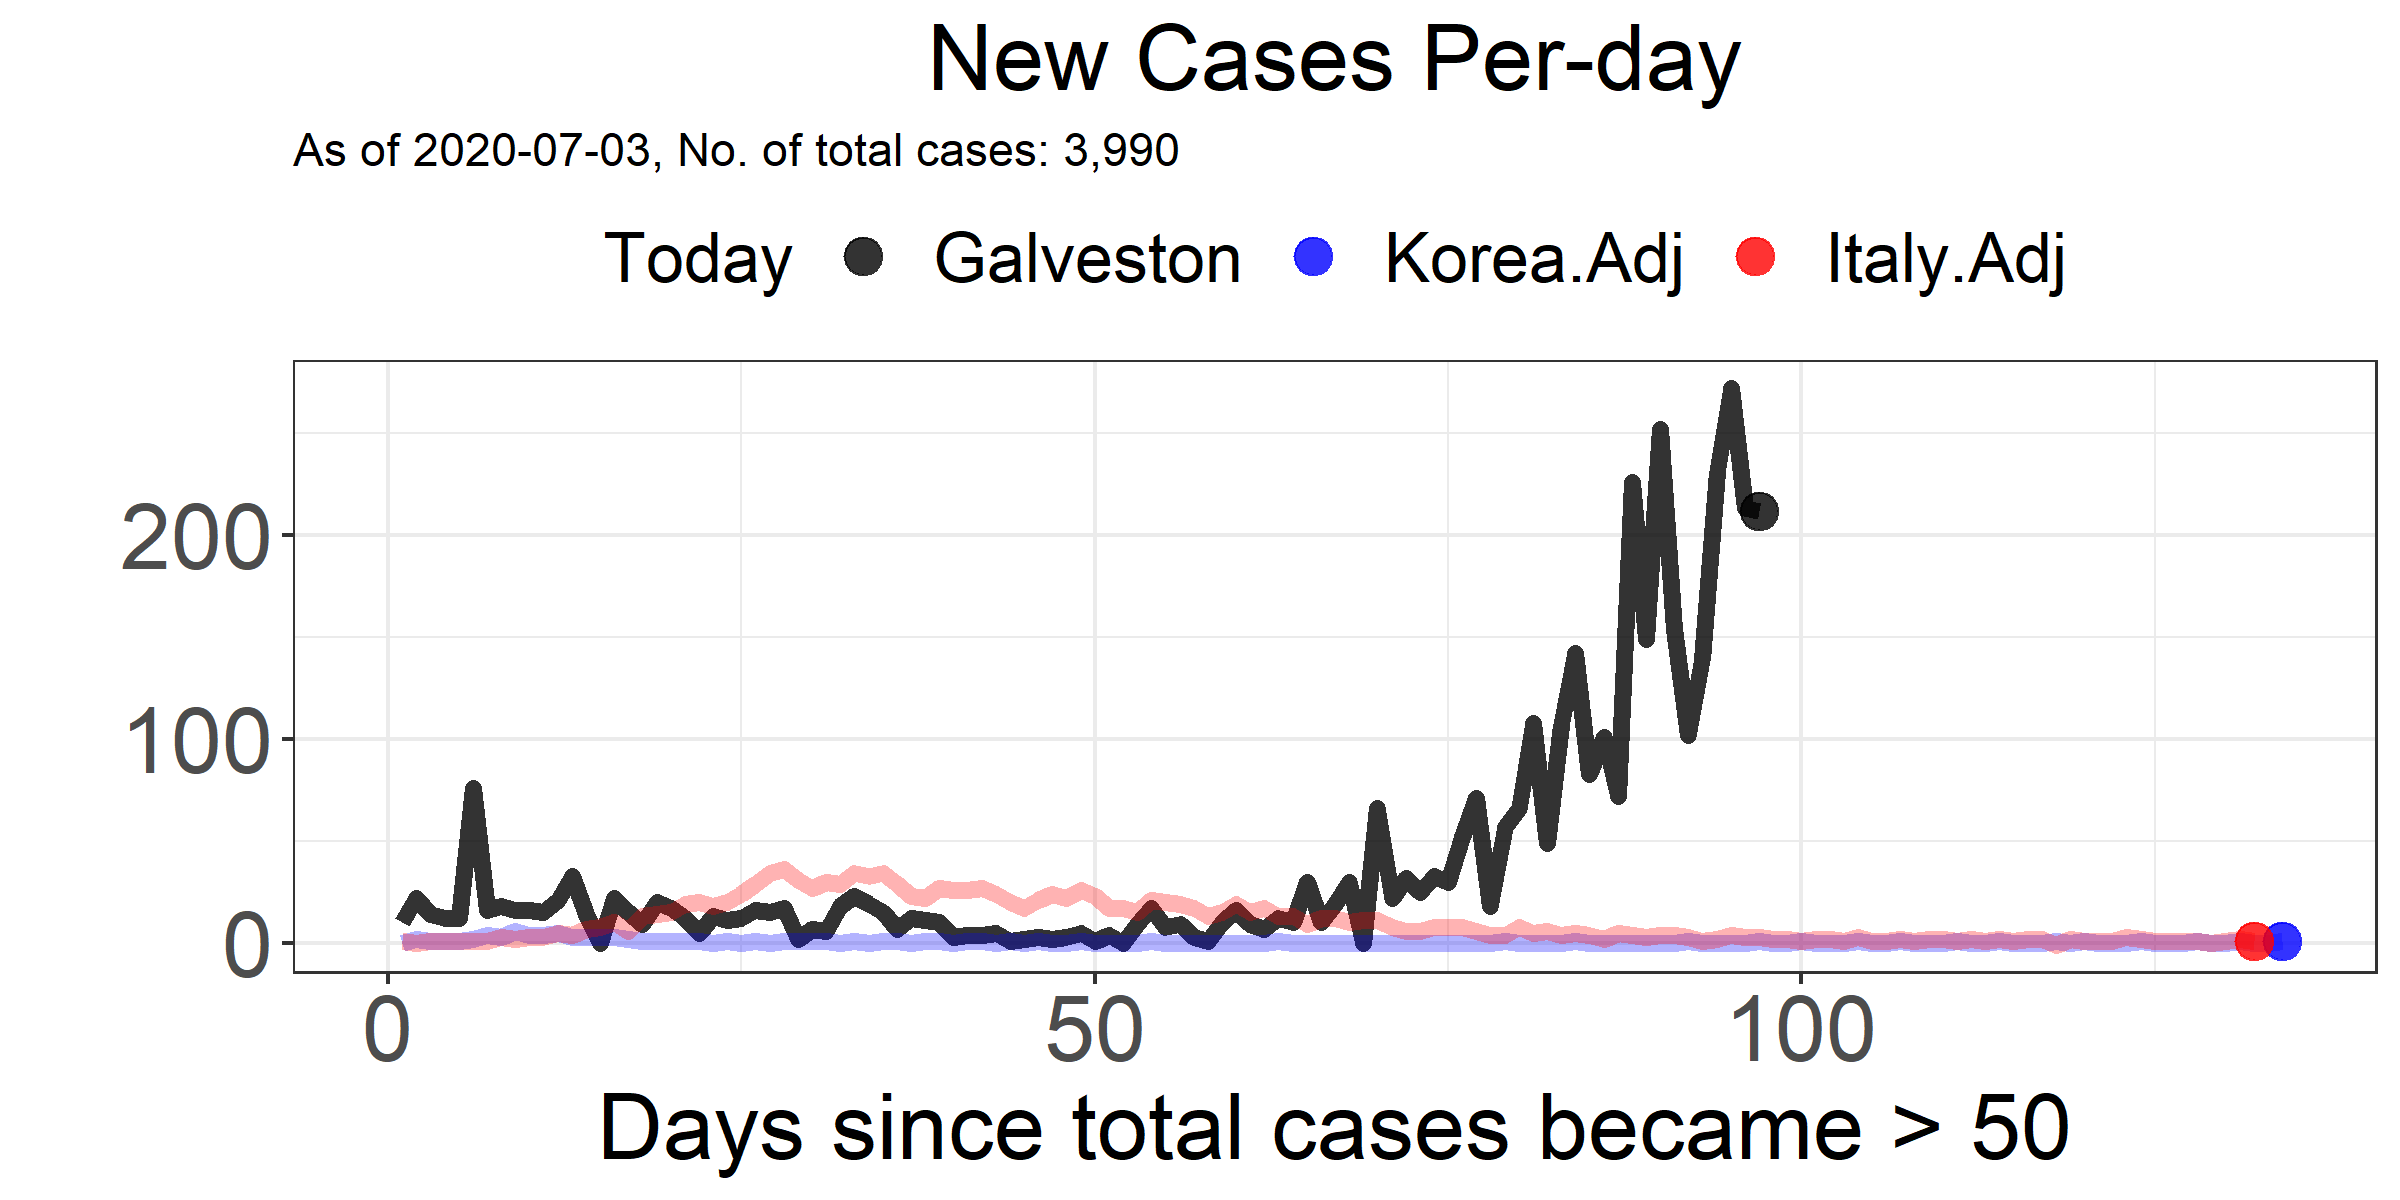 New Cases Per-day
As of 2020-07-03, No. of total cases: 3,990
Today Galveston Korea.Adj Italy.Adj
200
100
0
0 50 100
Days since total cases became > 50